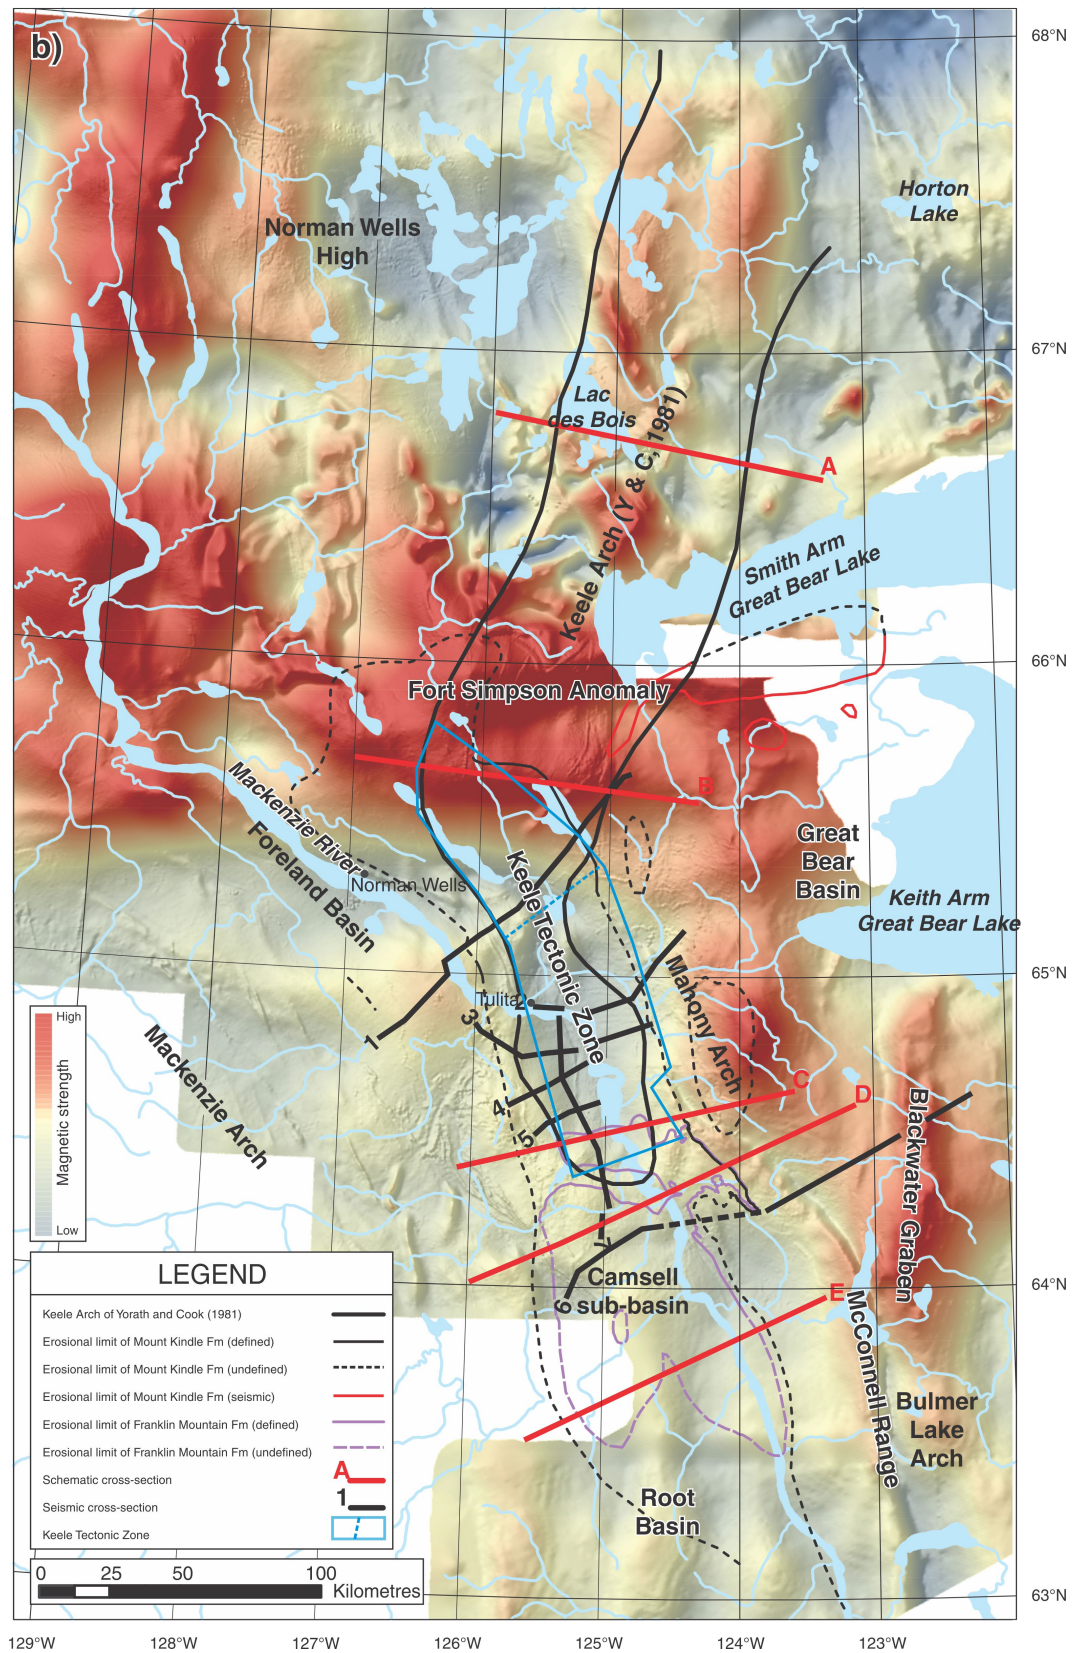 b)
68°N
Horton
Lake
Norman Wells
High
67°N
Lac
des Bois
A
Keele Arch (Y & C, 1981)
Smith Arm
Great Bear Lake
66°N
Fort Simpson Anomaly
B
Mackenzie River
Foreland Basin
Norman Wells
Great
Bear
Basin
Keith Arm
Great Bear Lake
Keele Tectonic Zone
65°N
Mahony Arch
Tulita
2
3
1
High
Magnetic strength
Low
Mackenzie Arch
4
5
C
D
Blackwater Graben
7
64°N
6
Camsell
sub-basin
E
McConnell Range
Bulmer
Lake
Arch
Root
Basin
LEGEND
Keele Arch of Yorath and Cook (1981)
Erosional limit of Mount Kindle Fm (defined)
Erosional limit of Mount Kindle Fm (undefined)
Erosional limit of Mount Kindle Fm (seismic)
Erosional limit of Franklin Mountain Fm (defined)
Erosional limit of Franklin Mountain Fm (undefined)
Schematic cross-section A
Seismic cross-section 1
Keele Tectonic Zone
0 25 50 100
Kilometres
63°N
129°W 128°W 127°W 126°W 125°W 124°W 123°W